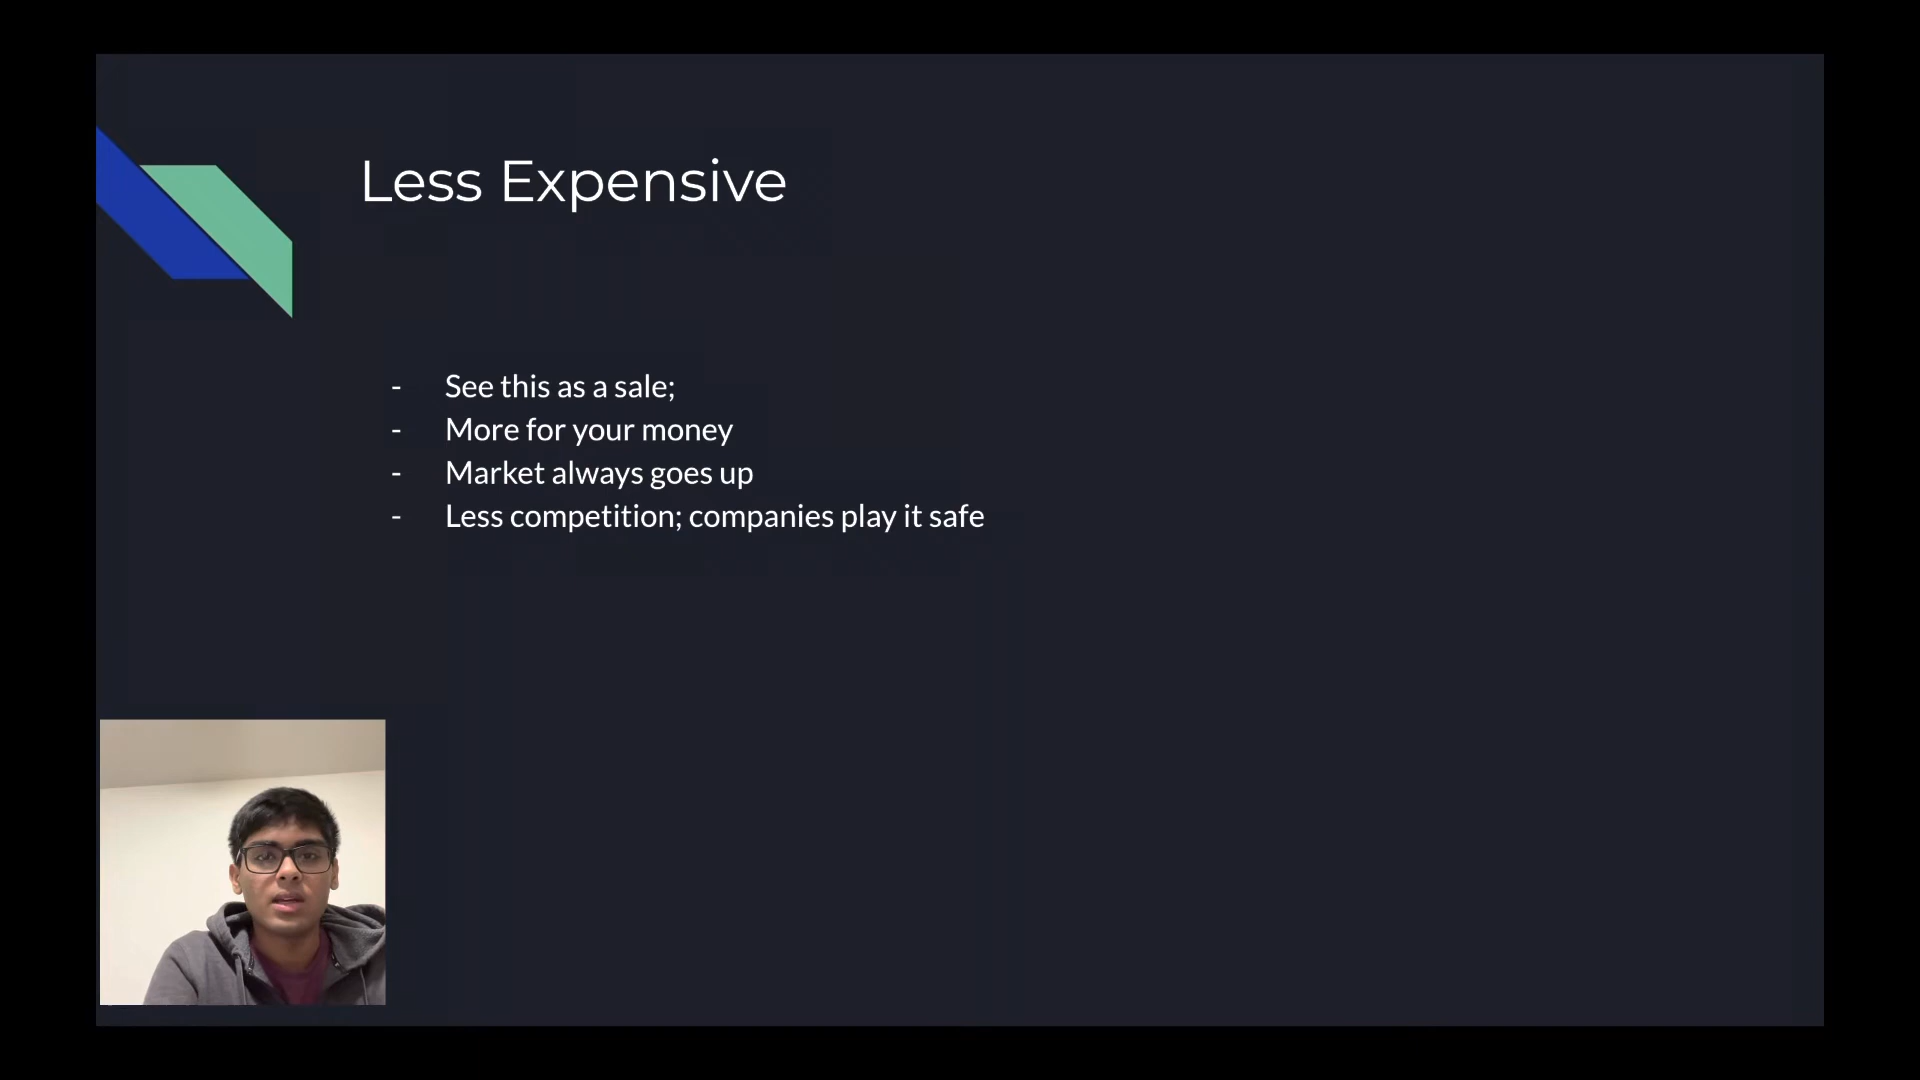 Less Expensive
- See this as a sale;
- More for your money
- Market always goes up
- Less competition; companies play it safe